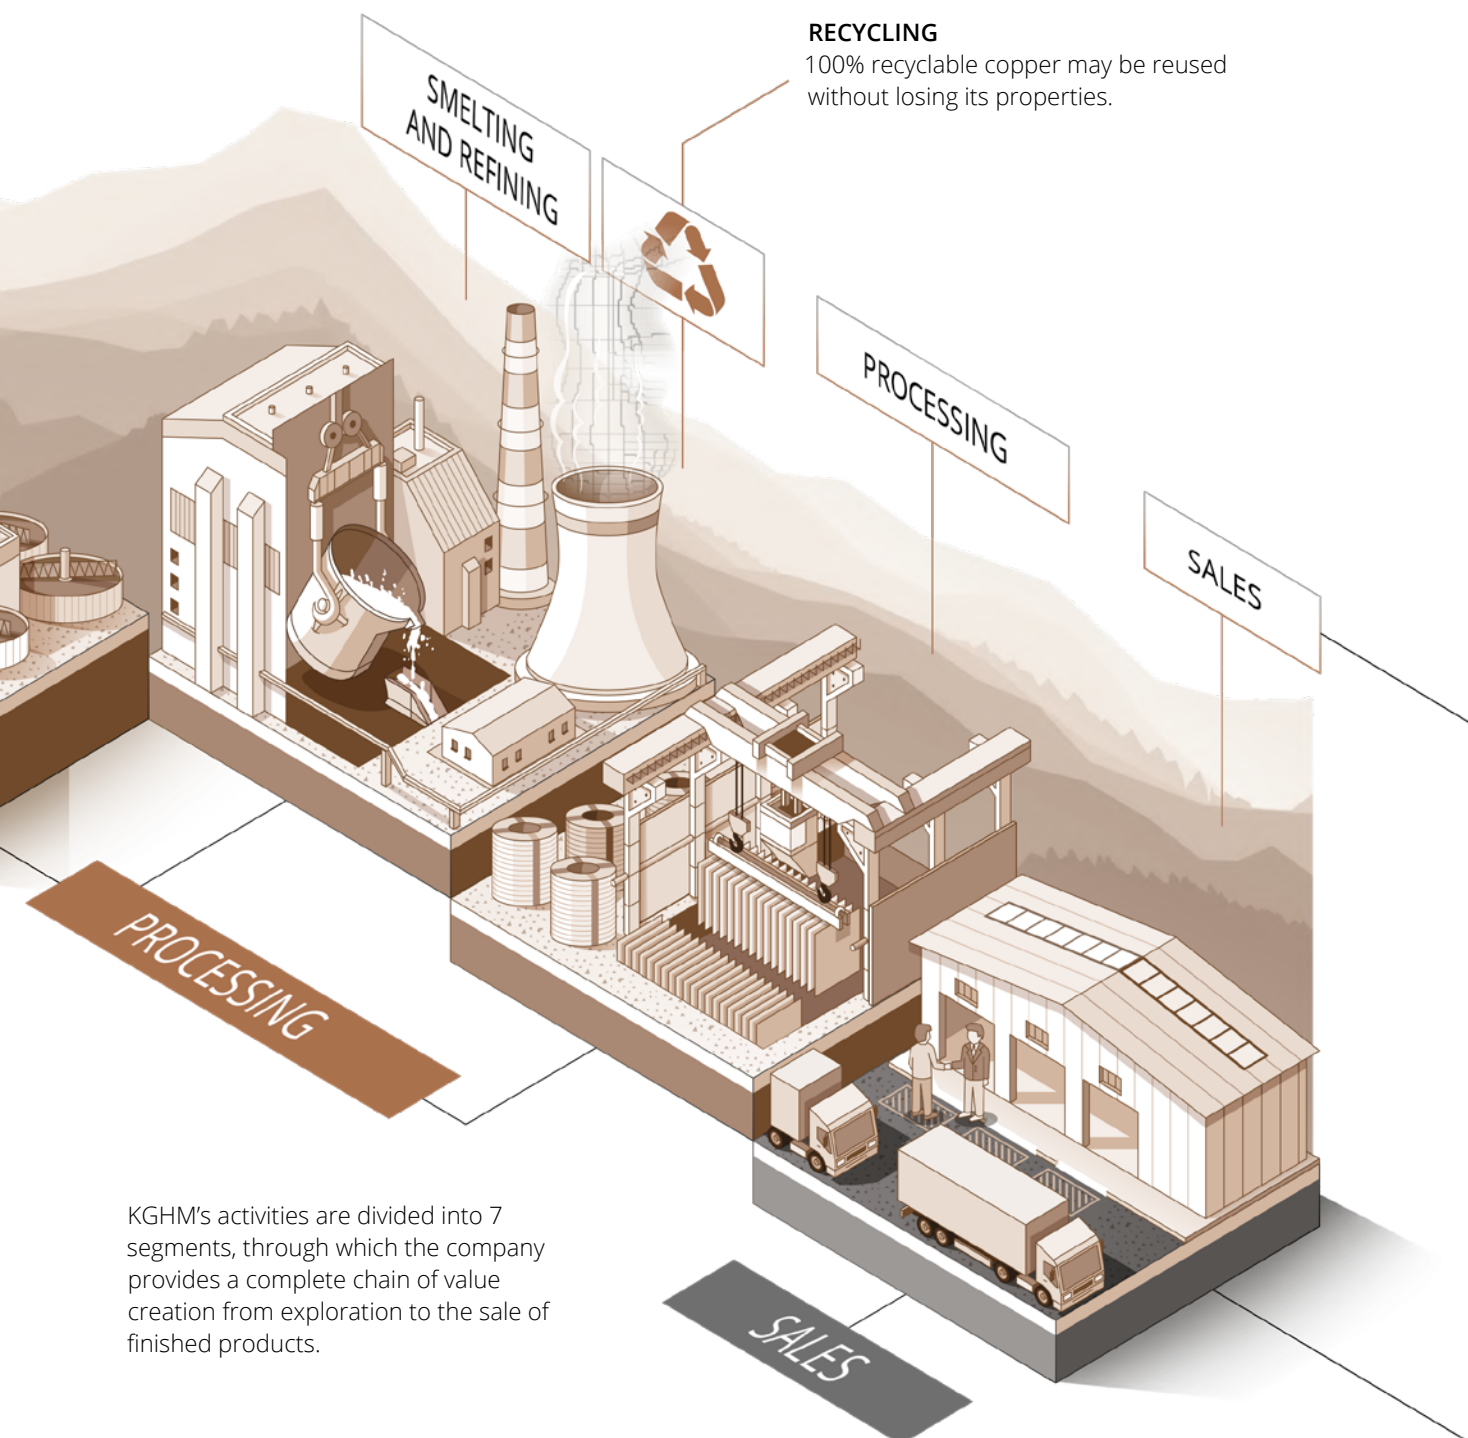 RECYCLING
100% recyclable copper may be reused
without losing its properties.
SMELTING
AND REFINING
PROCESSING
SALES
PROCESSING
KGHM’s activities are divided into 7
segments, through which the company
provides a complete chain of value
creation from exploration to the sale of
finished products.
SALES